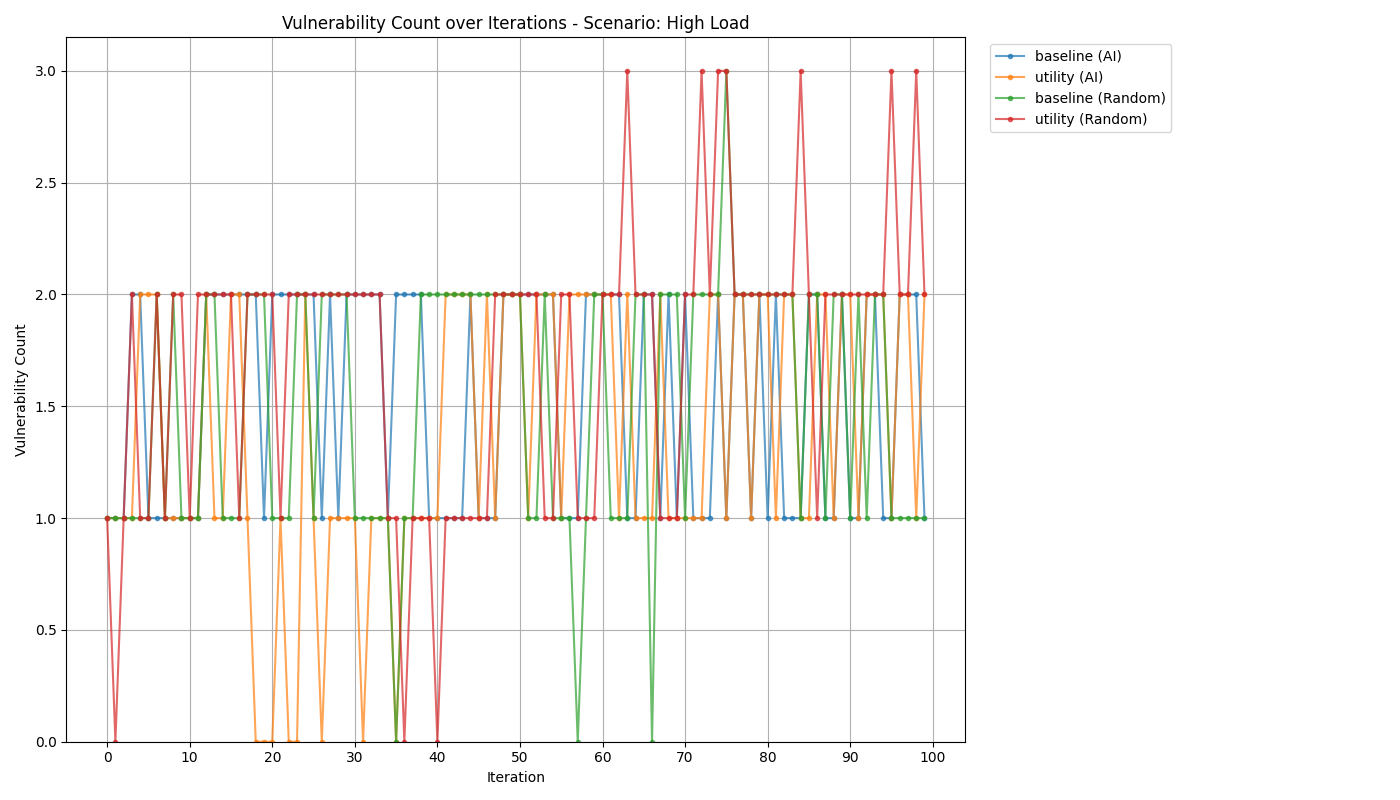 Vulnerability Count over Iterations - Scenario: High Load
baseline (AI)
utility (AI)
baseline (Random)
utility (Random)
Vulnerability Count
3.0
2.5
2.0
1.5
1.0
0.5
0.0
0 10 20 30 40 50 60 70 80 90 100
Iteration